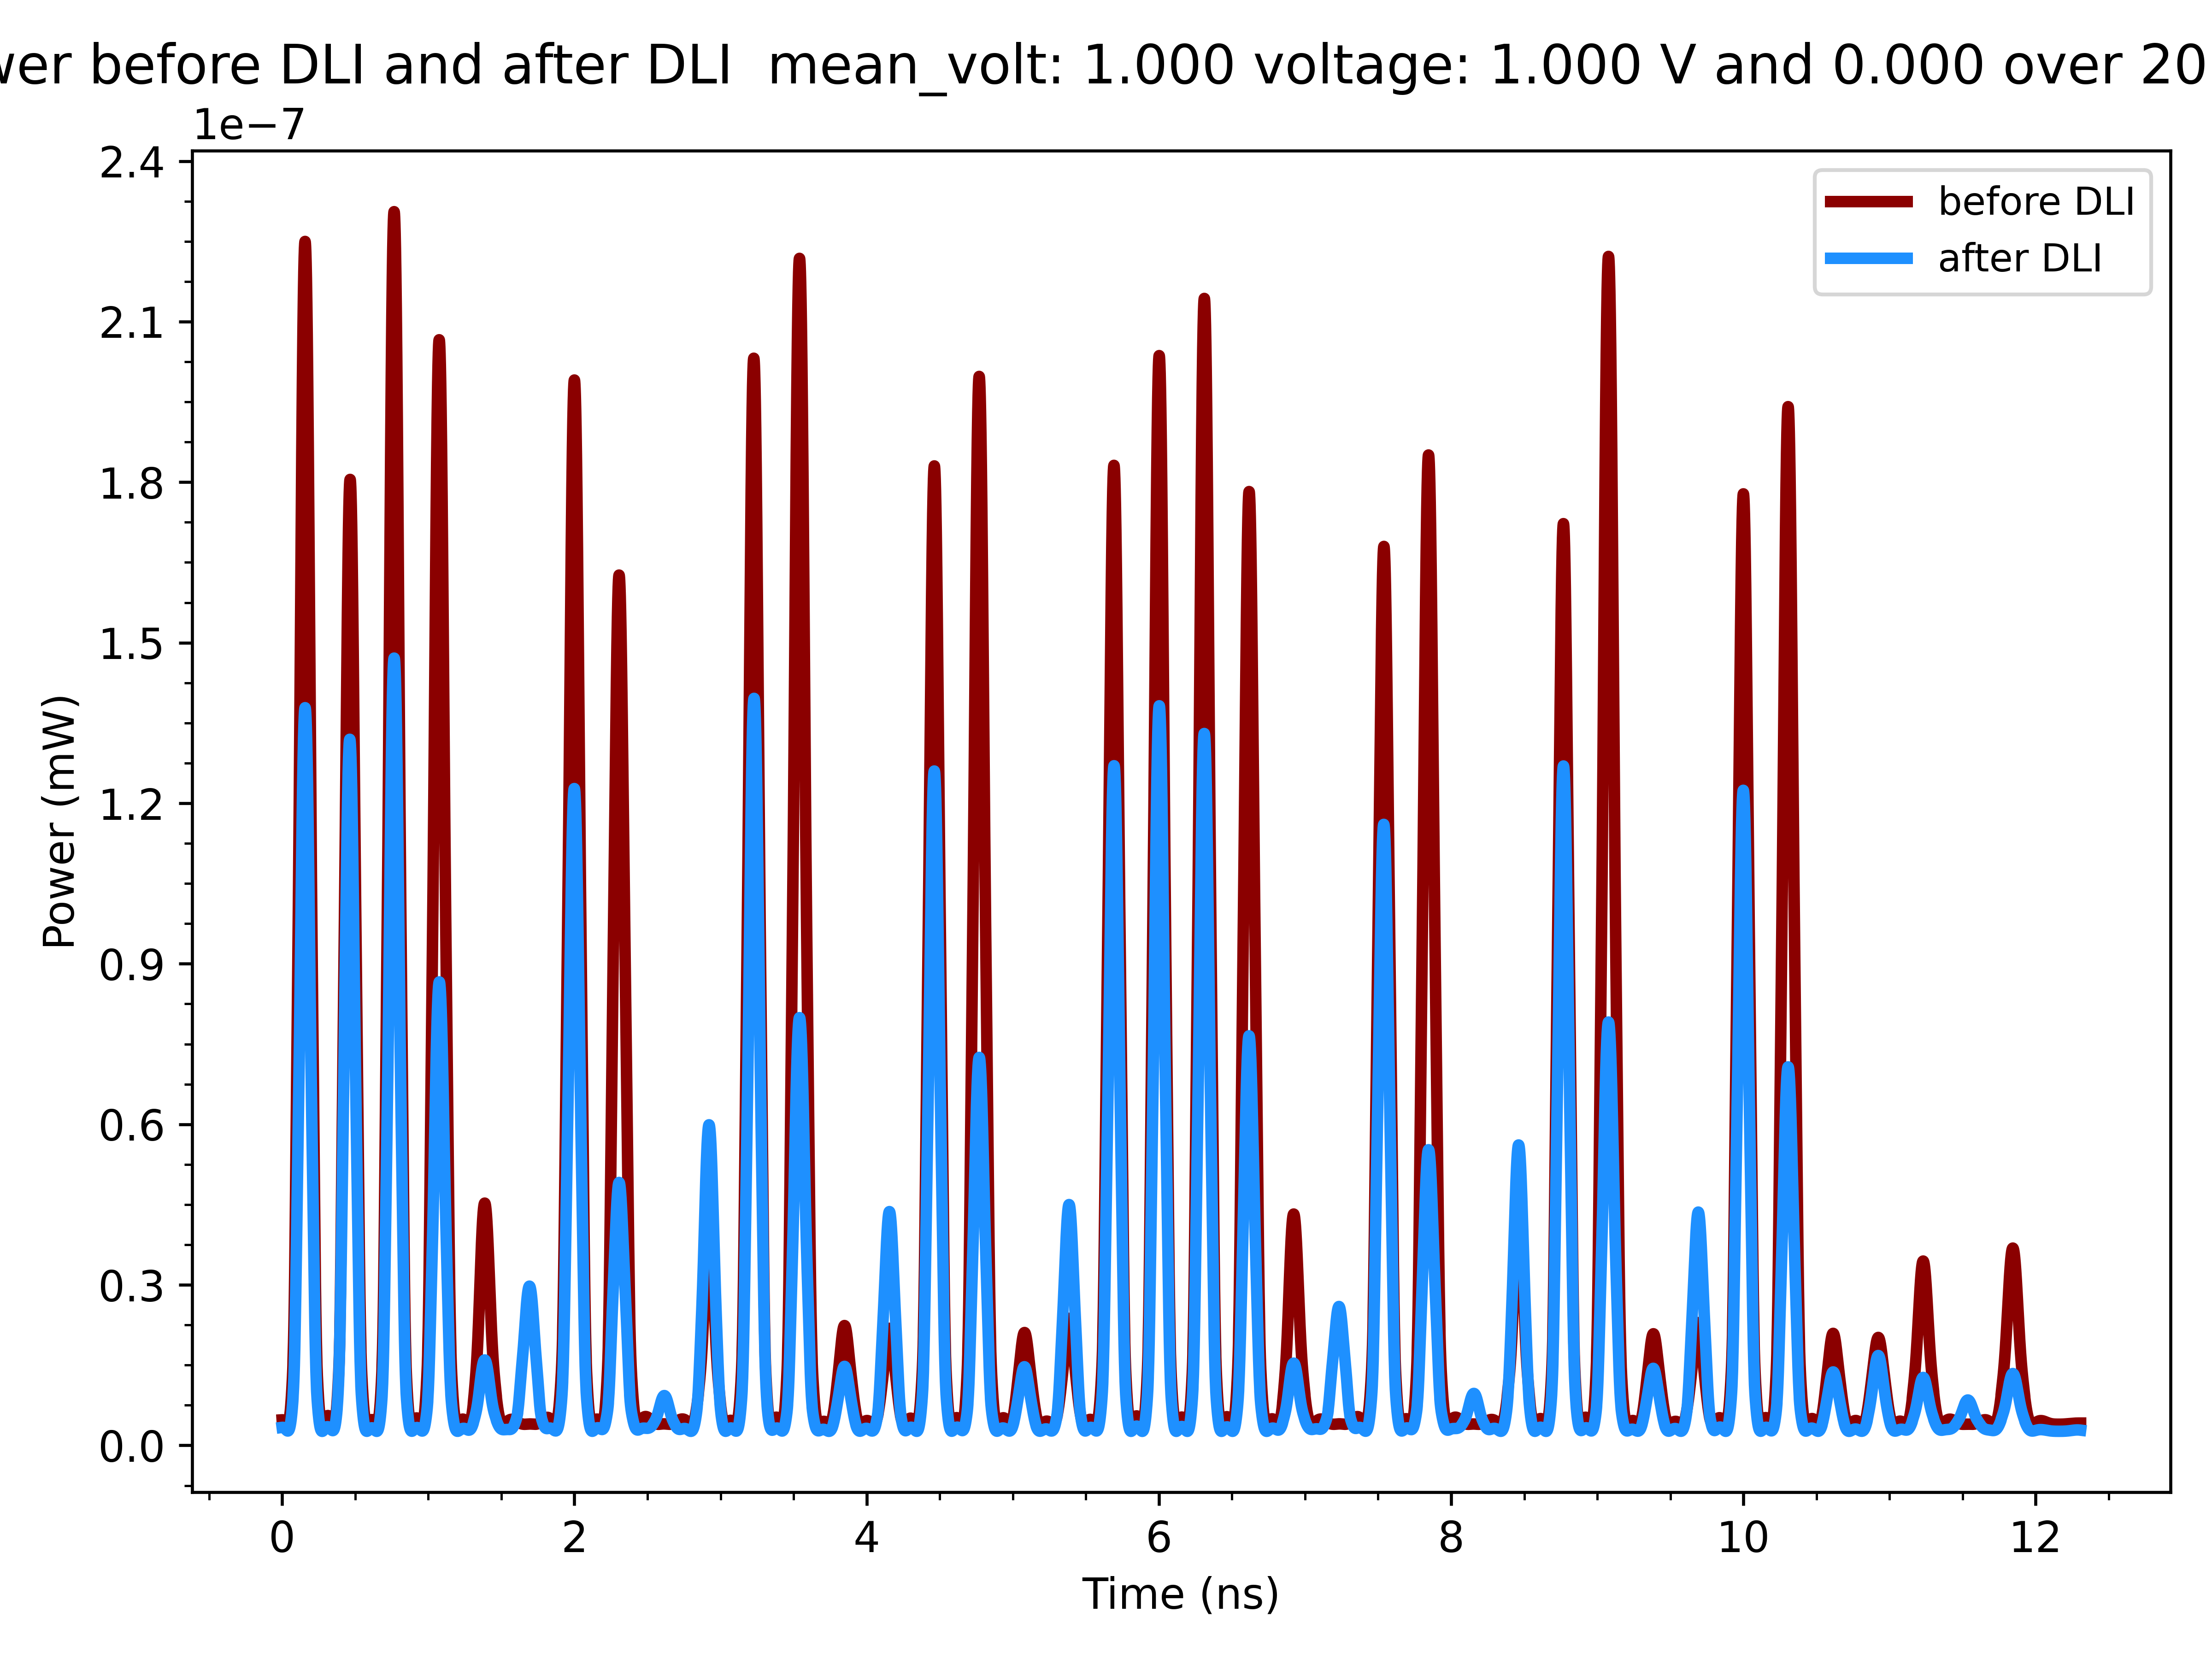 before DLI and after DLI  mean_volt: 1.000 voltage: 1.000 V and 0.000 over 20
1e−7
2.4
2.1
1.8
1.5
1.2
0.9
0.6
0.3
0.0
Power (mW)
before DLI
after DLI
0 2 4 6 8 10 12
Time (ns)